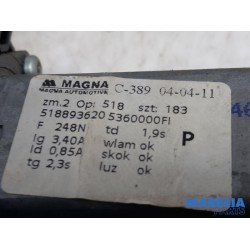 MAGNA C-389 04-04-11
MAGNA AUTOMOTIVE
zm.2 Op: 518 szt: 183
518893620 5360000FI
F 248N td 1,9s
Ig 3,40A wlam ok P
Id 0,85A skok ok
tg 2,3s luz ok
46